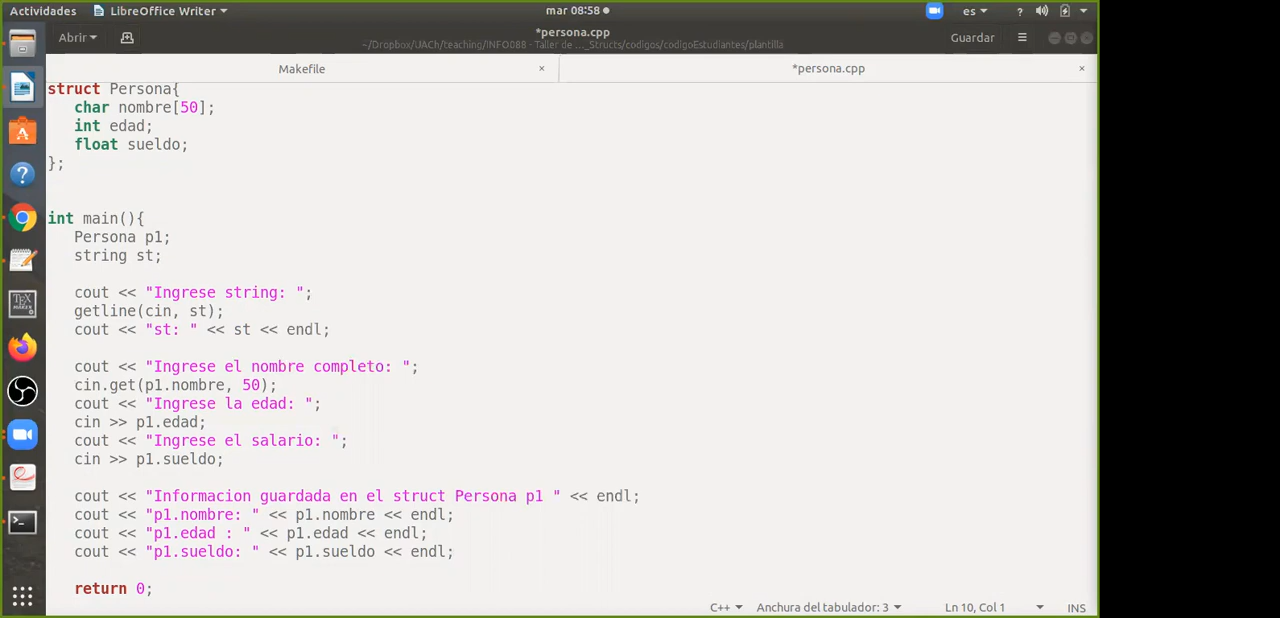 Actividades LibreOffice Writer mar 08:58 es
Abrir *persona.cpp Guardar
~/Dropbox/UACh/teaching/INFO088 - Taller de ..._Structs/codigos/codigoEstudiantes/plantilla
Makefile × *persona.cpp ×
struct Persona{
char nombre[50];
int edad;
float sueldo;
};
int main(){
Persona p1;
string st;
cout << "Ingrese string: ";
getline(cin, st);
cout << "st: " << st << endl;
cout << "Ingrese el nombre completo: ";
cin.get(p1.nombre, 50);
cout << "Ingrese la edad: ";
cin >> p1.edad;
cout << "Ingrese el salario: ";
cin >> p1.sueldo;
cout << "Informacion guardada en el struct Persona p1 " << endl;
cout << "p1.nombre: " << p1.nombre << endl;
cout << "p1.edad : " << p1.edad << endl;
cout << "p1.sueldo: " << p1.sueldo << endl;
return 0;
C++ Anchura del tabulador: 3 Ln 10, Col 1 INS